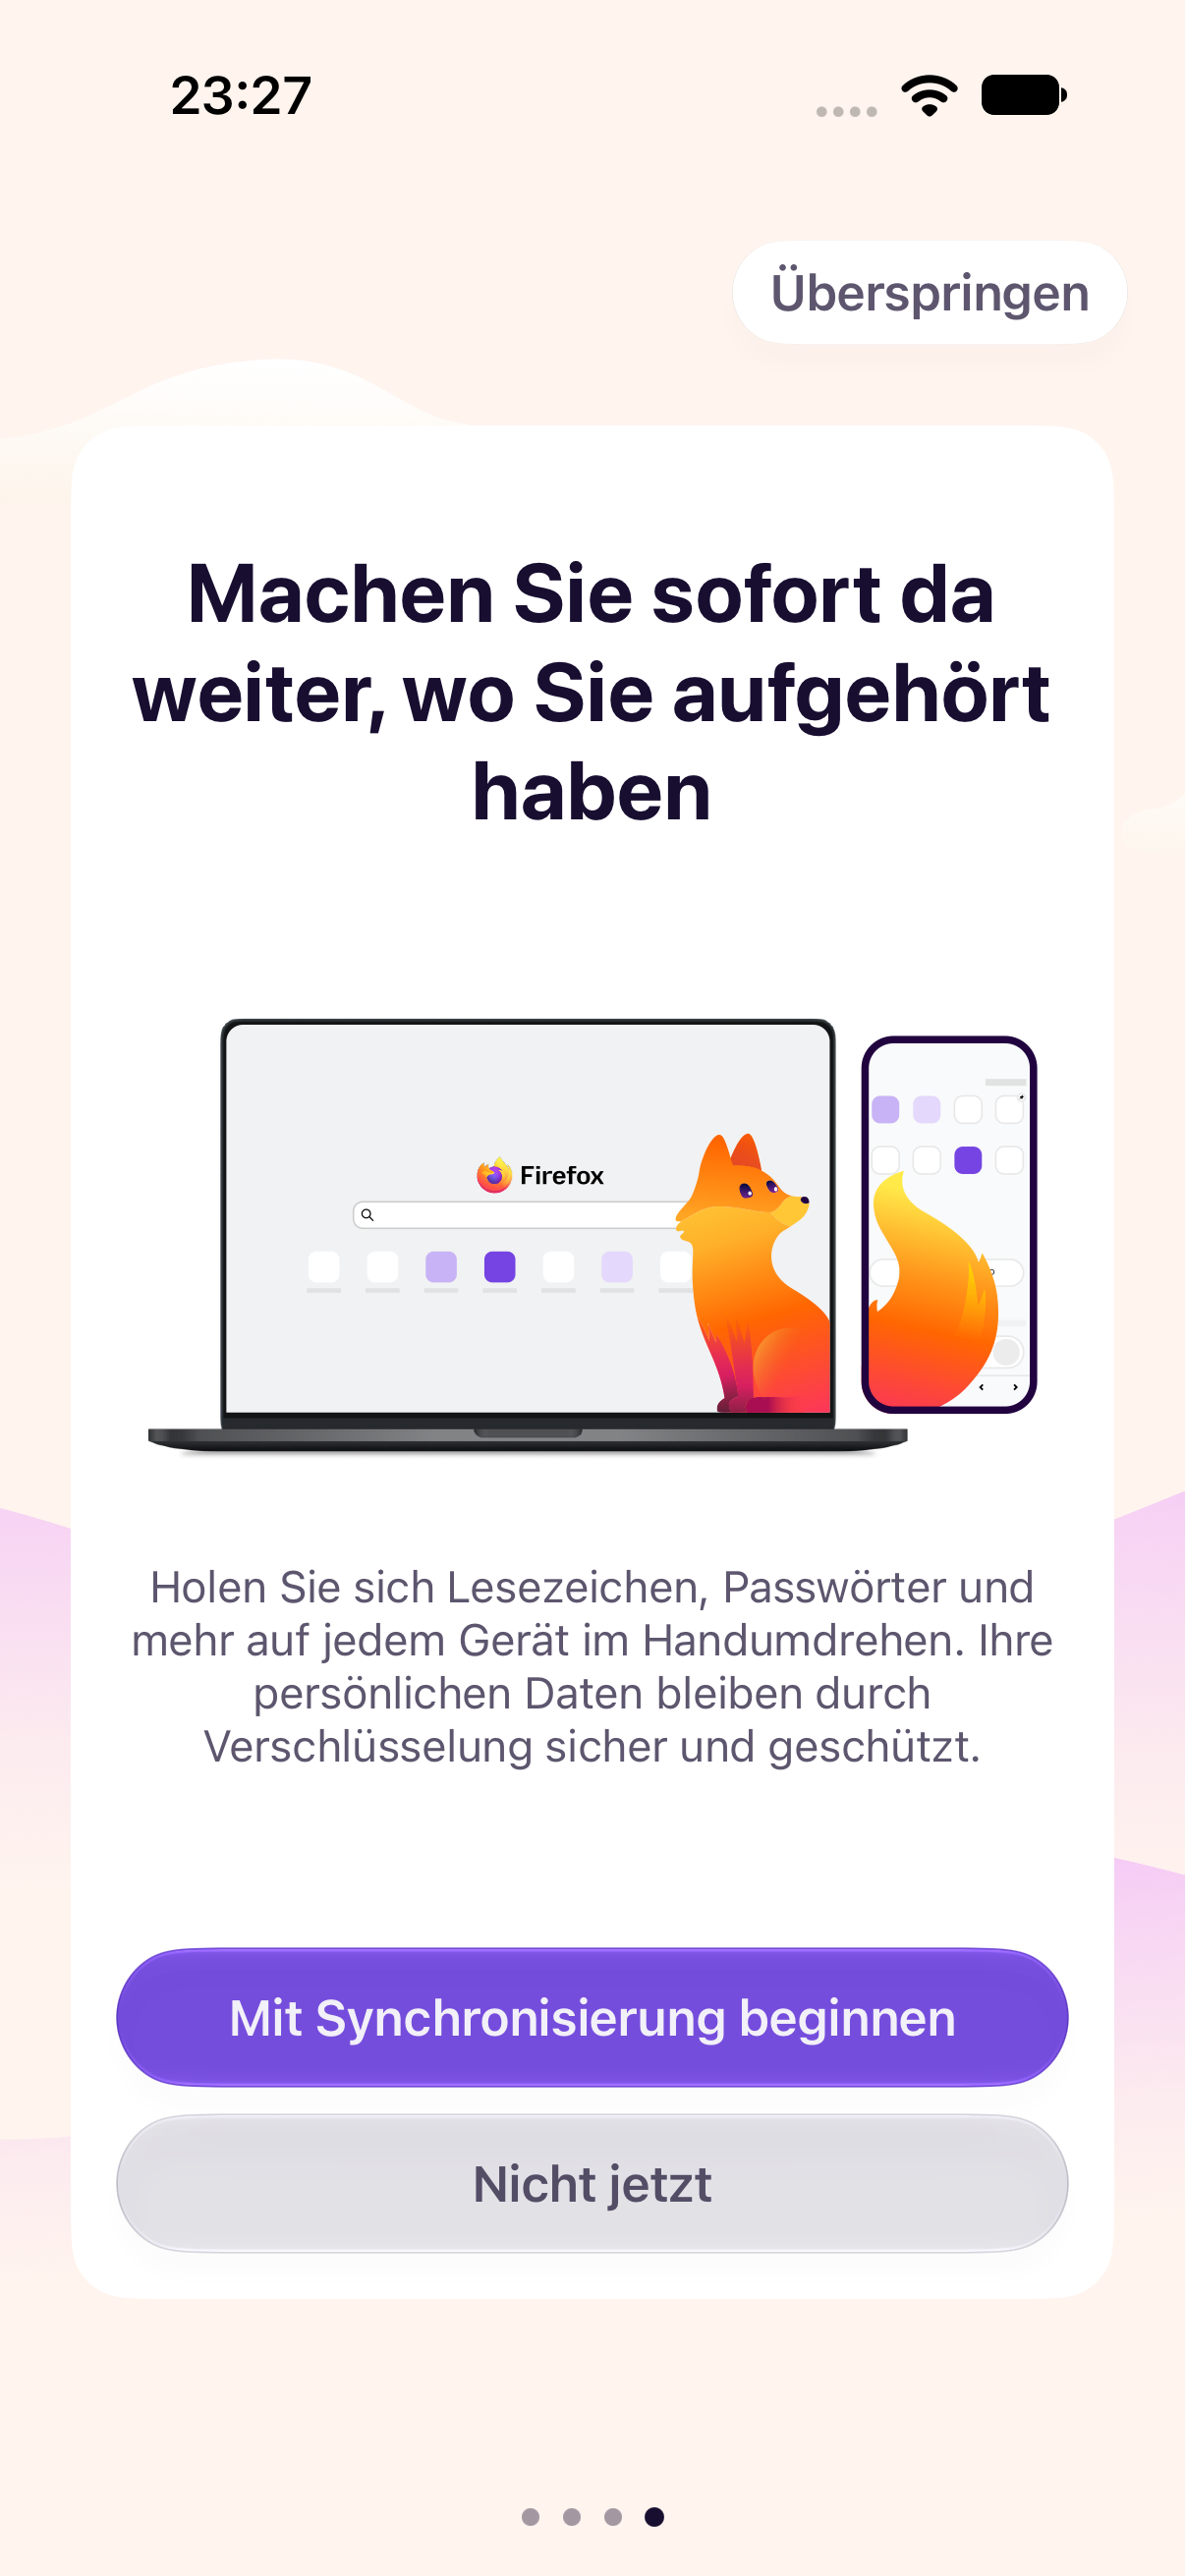 23:27
Überspringen
Machen Sie sofort da
weiter, wo Sie aufgehört
haben
Firefox
Holen Sie sich Lesezeichen, Passwörter und
mehr auf jedem Gerät im Handumdrehen. Ihre
persönlichen Daten bleiben durch
Verschlüsselung sicher und geschützt.
Mit Synchronisierung beginnen
Nicht jetzt